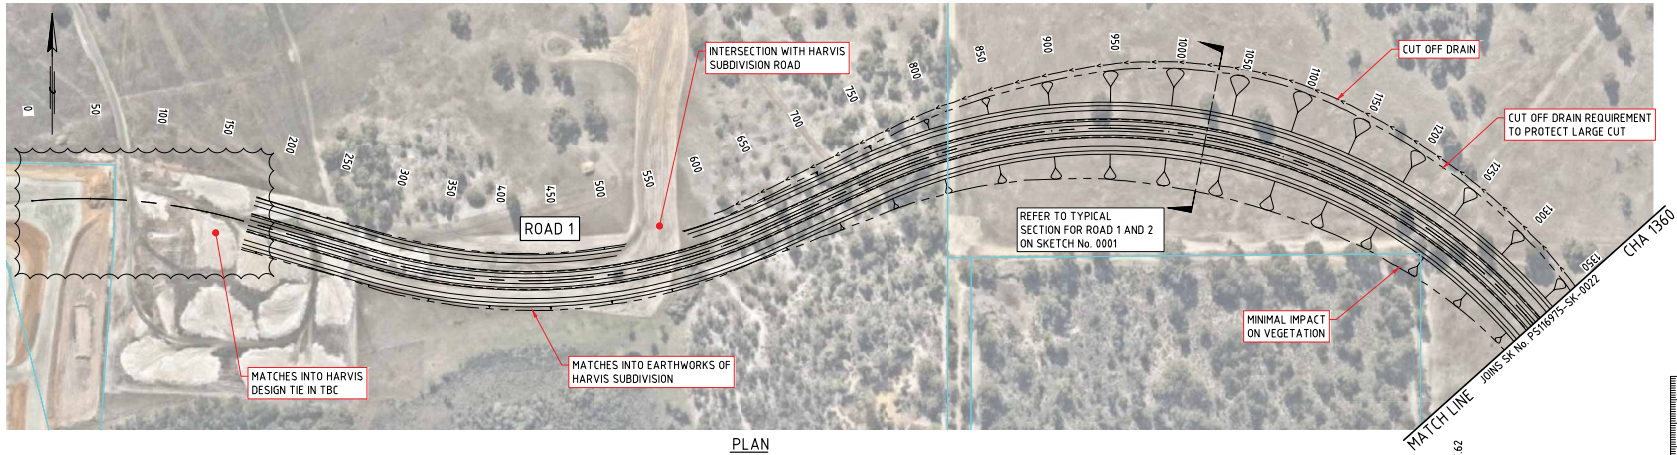 0
50
100
150
200
250
300
350
400
450
500
550
600
650
700
750
800
850
900
950
1000
1050
1100
1150
1200
1250
1300
1350
INTERSECTION WITH HARVIS
SUBDIVISION ROAD
CUT OFF DRAIN
CUT OFF DRAIN REQUIREMENT
TO PROTECT LARGE CUT
ROAD 1
REFER TO TYPICAL
SECTION FOR ROAD 1 AND 2
ON SKETCH No. 0001
MINIMAL IMPACT
ON VEGETATION
MATCHES INTO HARVIS
DESIGN TIE IN TBC
MATCHES INTO EARTHWORKS OF
HARVIS SUBDIVISION
MATCH LINE
CHA 1360
JOINS SK No. PS116975-SK-0022
PLAN